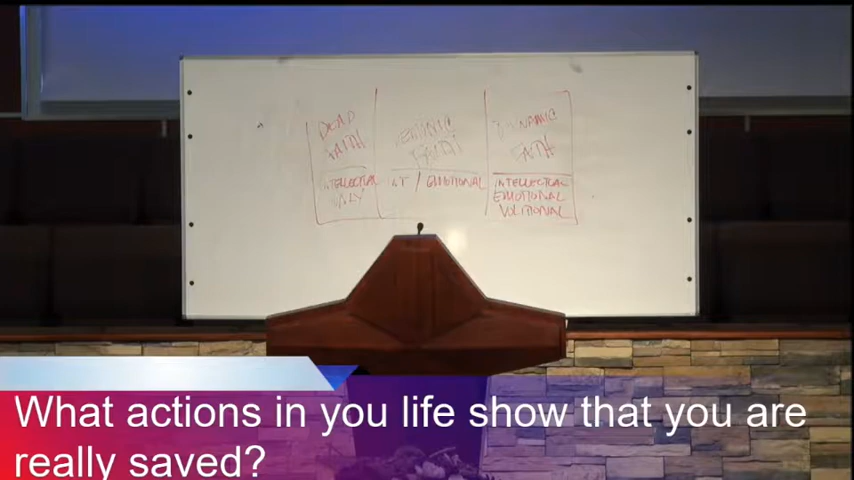 DEAD
FAITH
DEMONIC
FAITH
DYNAMIC
FAITH
INTELLECTUAL
ONLY
INT / EMOTIONAL
INTELLECTUAL
EMOTIONAL
VOLITIONAL
What actions in you life show that you are
really saved?